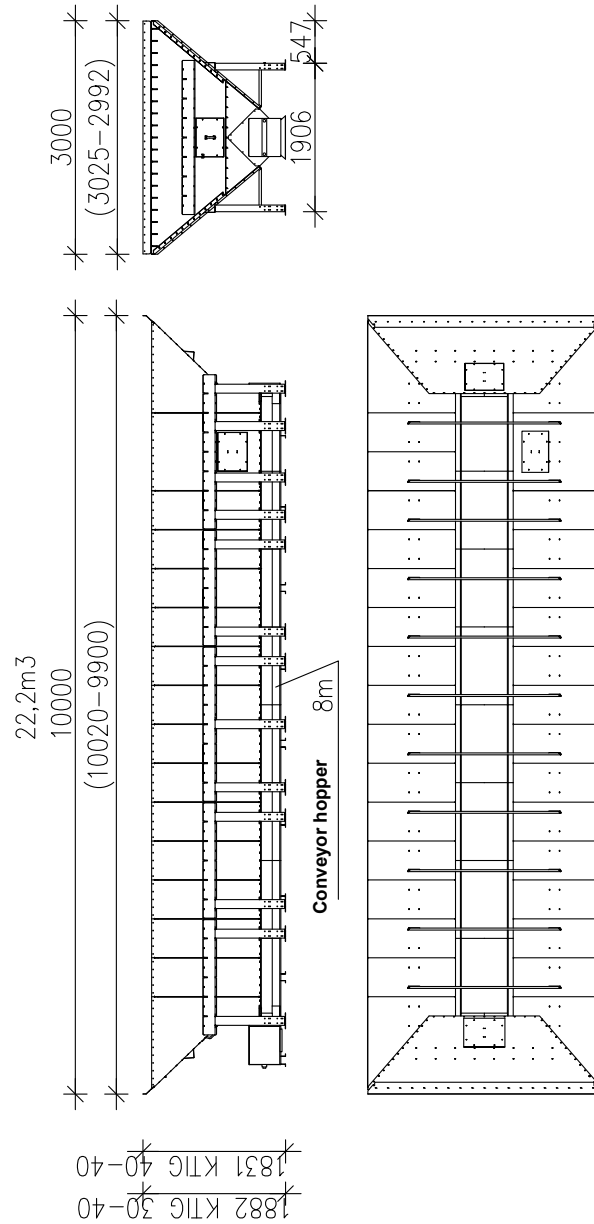 3000
(3025-2992)
547
1906
22,2m3
10000
(10020-9900)
Conveyor hopper
8m
1831 KTIG 40-40
1882 KTIG 30-40